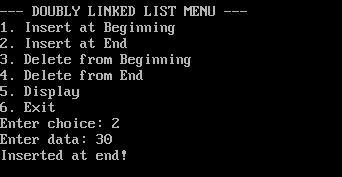 --- DOUBLY LINKED LIST MENU ---
1. Insert at Beginning
2. Insert at End
3. Delete from Beginning
4. Delete from End
5. Display
6. Exit
Enter choice: 2
Enter data: 30
Inserted at end!